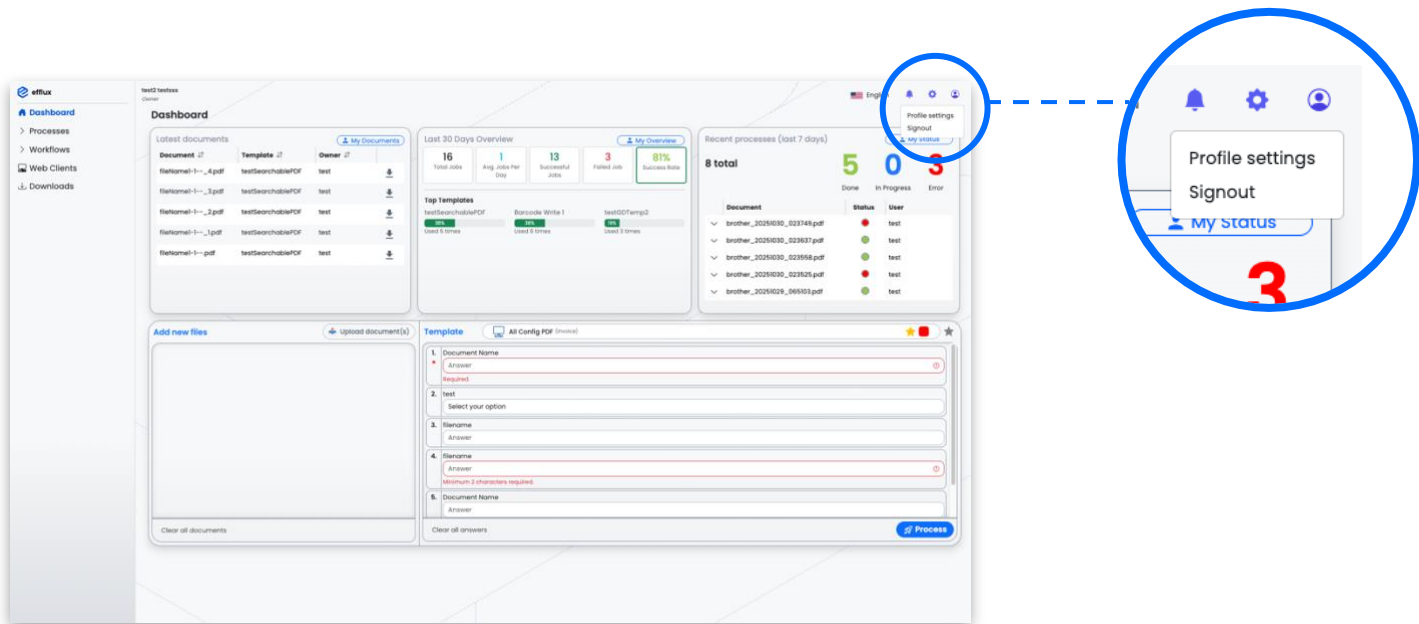 efflux
Dashboard
Processes
Workflows
Web Clients
Downloads
test2 testsss
Owner
English
Dashboard
Profile settings
Signout
Latest documents
My Documents
Document Template Owner
fileName1-1--_4.pdf testSearchablePDF test
fileName1-1--_3.pdf testSearchablePDF test
fileName1-1--_2.pdf testSearchablePDF test
fileName1-1--_1.pdf testSearchablePDF test
fileName1-1--.pdf testSearchablePDF test
Last 30 Days Overview
My Overview
16 1 13 3 81%
Total Jobs Avg. Jobs Per Day Successful Jobs Failed Job Success Rate
Top Templates
testSearchablePDF Barcode Write 1 testGDTemp2
38% 38% 19%
Used 6 times Used 6 times Used 3 times
Recent processes (last 7 days)
My Status
8 total
5 0 3
Done In Progress Error
Document Status User
brother_20251030_023749.pdf test
brother_20251030_023637.pdf test
brother_20251030_023558.pdf test
brother_20251030_023525.pdf test
brother_20251029_065103.pdf test
Add new files
Upload document(s)
Clear all documents
Template
All Config PDF (Invoice)
1. Document Name
*
Answer
Required
2. test
Select your option
3. filename
Answer
4. filename
Answer
Minimum 2 characters required.
5. Document Name
Answer
Clear all answers
Process
Profile settings
Signout
My Status
3